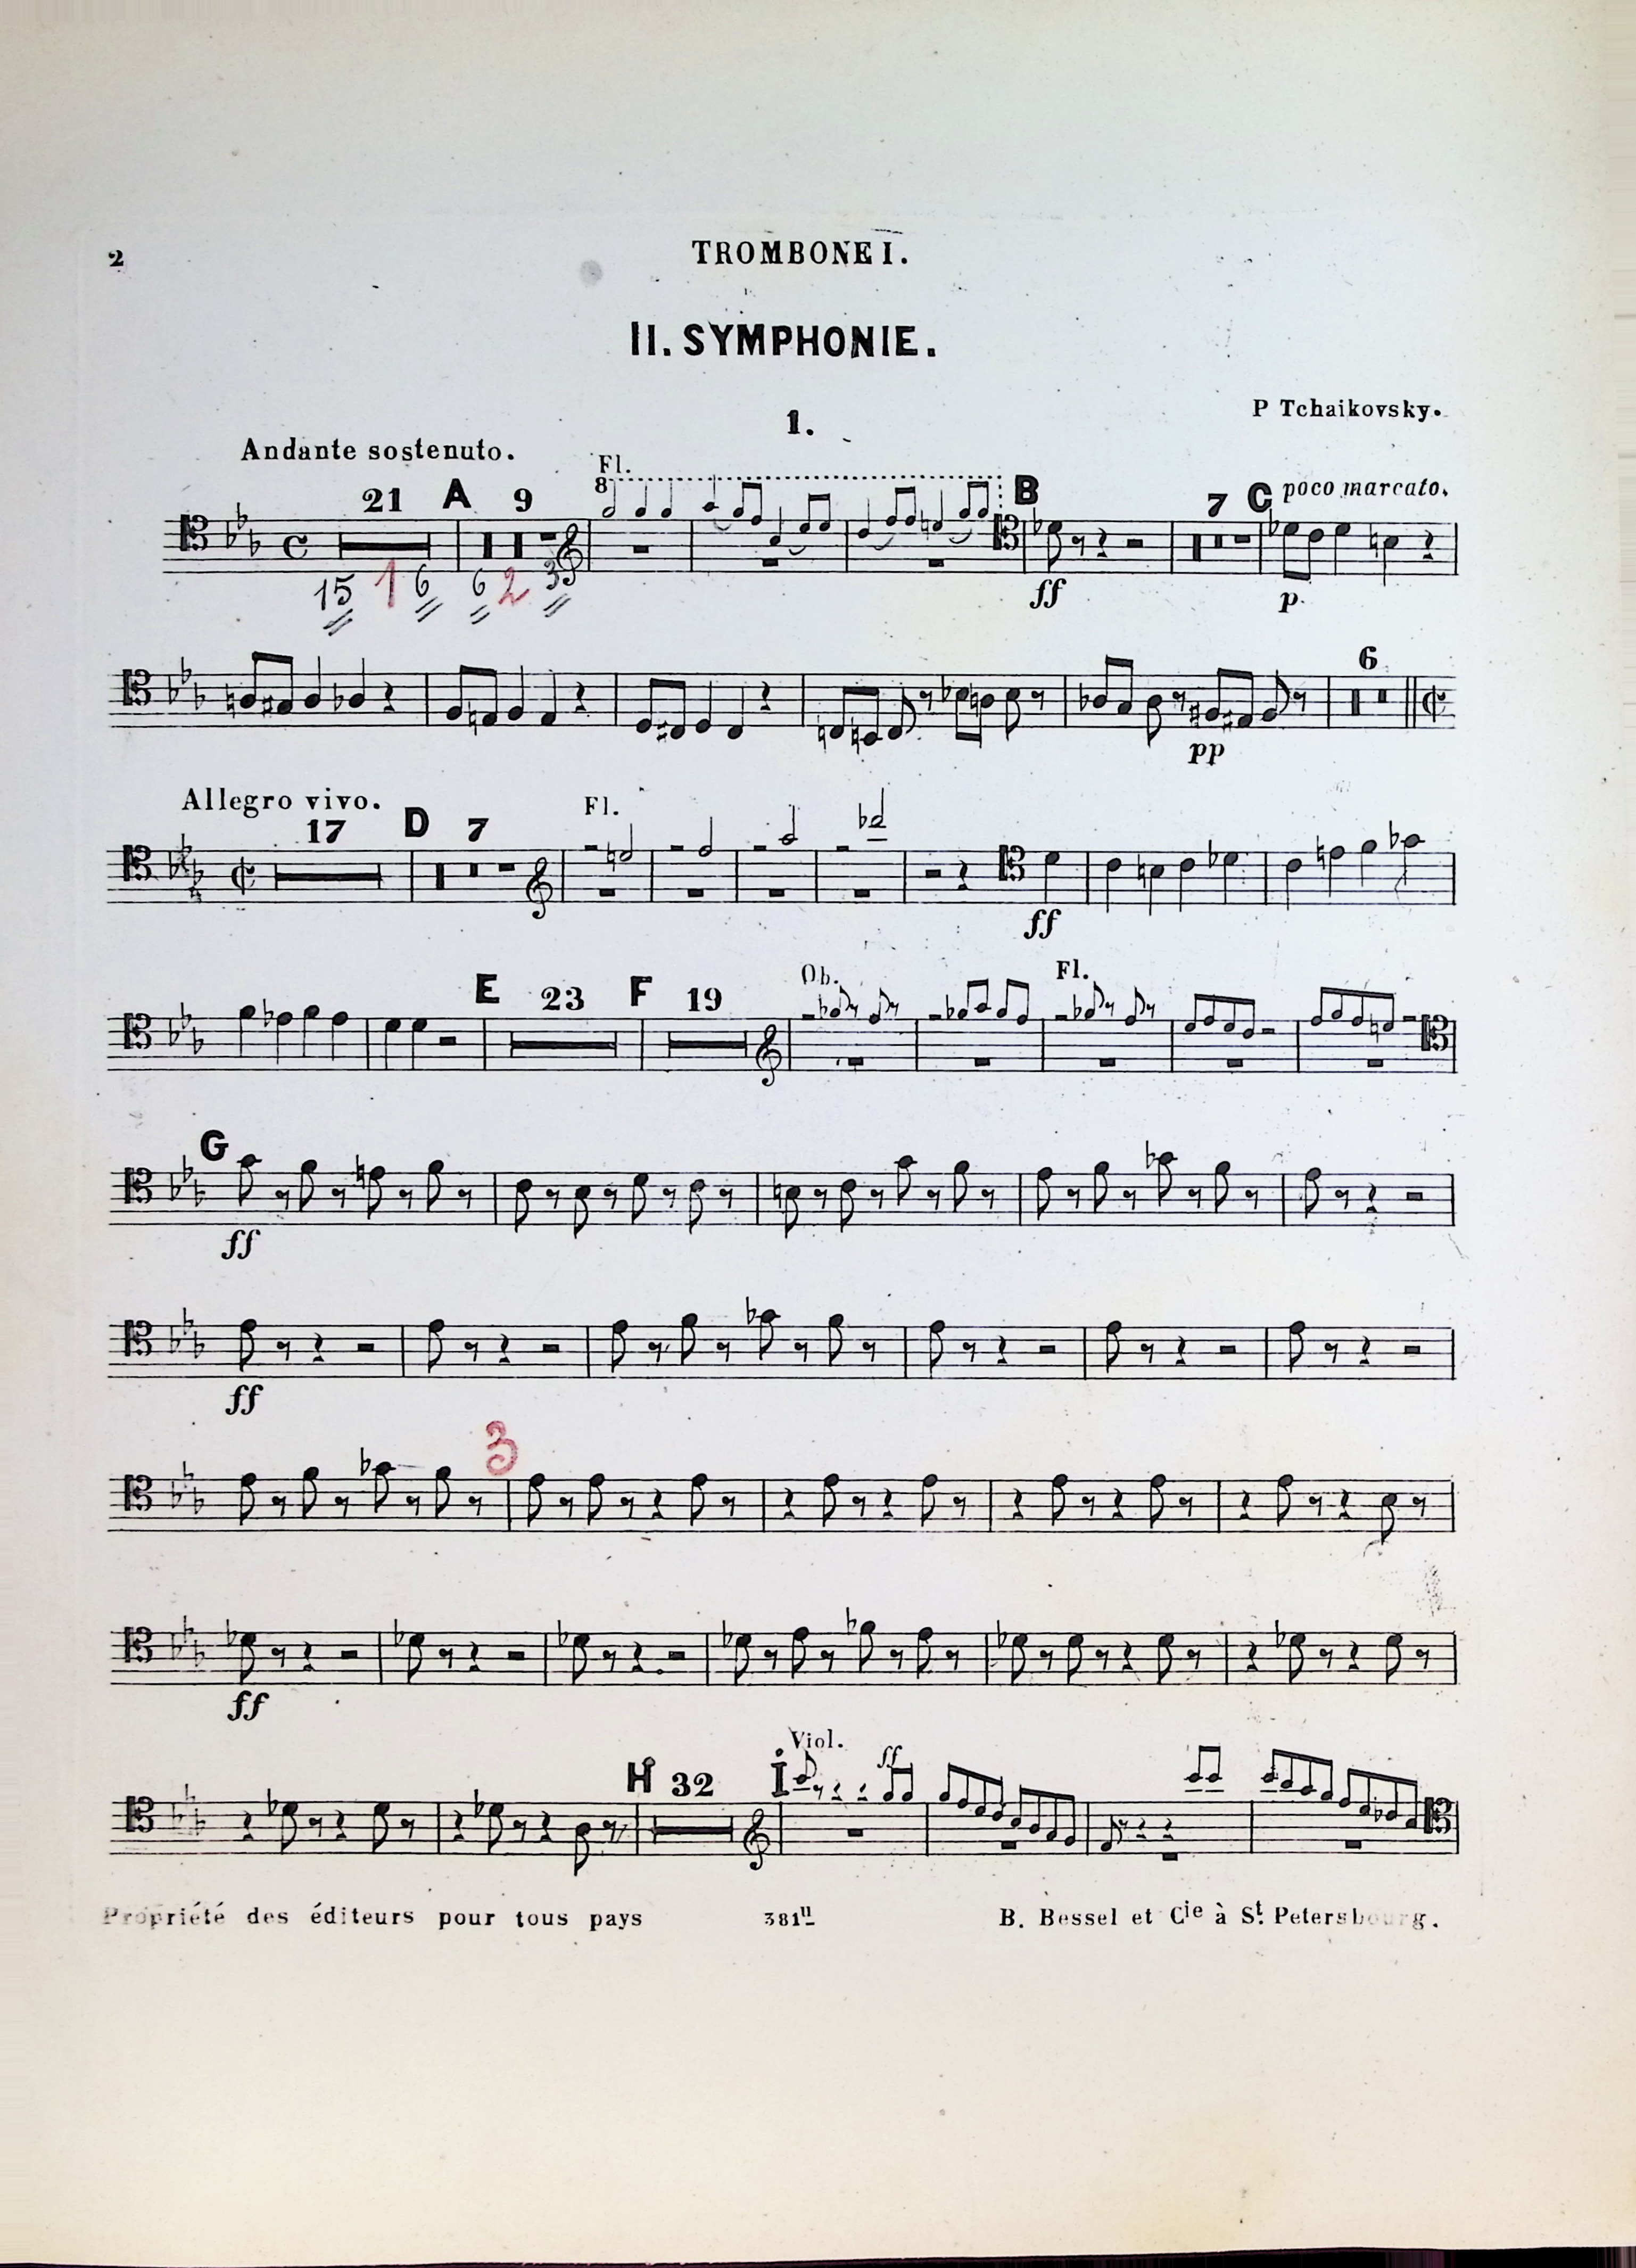 2
TROMBONE I.
II. SYMPHONIE.
1.
P Tchaikovsky.
Andante sostenuto.
21 A 9 Fl. 8 B 7 C poco marcato.
15 1 6 6 2 3 ff p.
6
pp
Allegro vivo.
17 D 7 Fl.
ff
E 23 F 19 Ob. Fl.
G
ff
ff
3
ff
H 32 I Viol. ff
Propriété des éditeurs pour tous pays 381ᴵᴵ B. Bessel et Cie à St. Petersbourg.